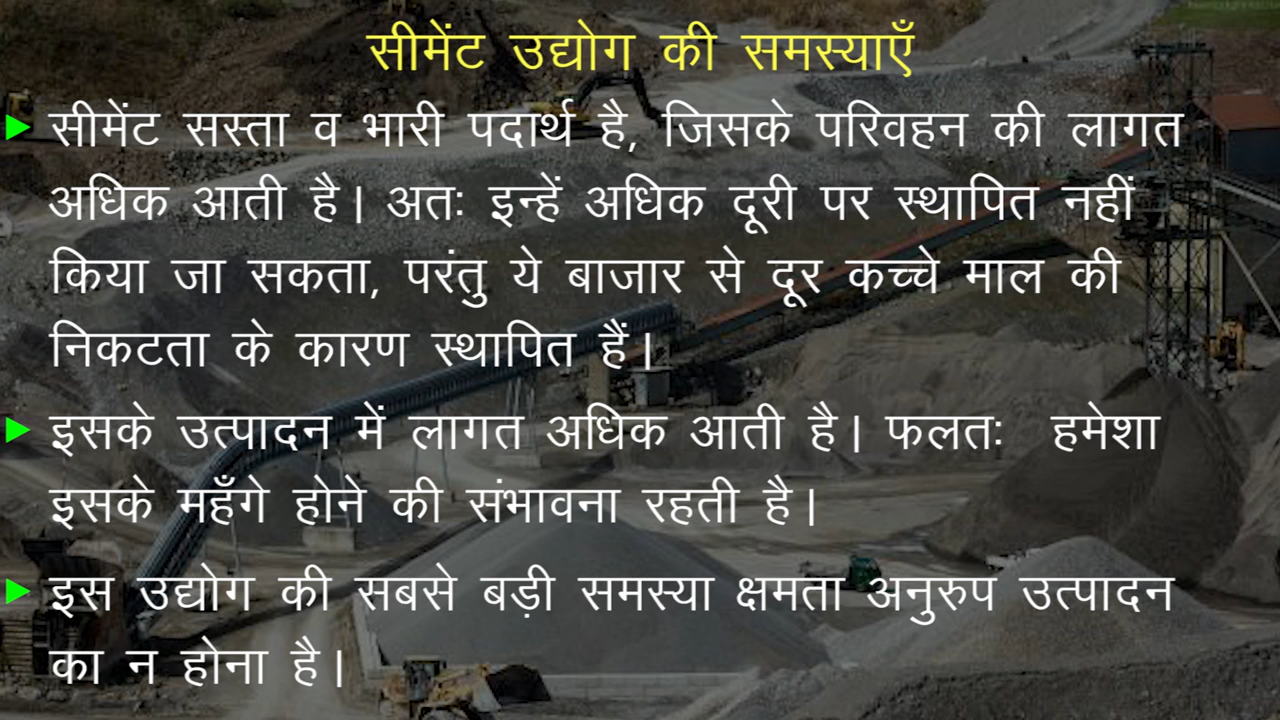 सीमेंट उद्योग की समस्याएँ
सीमेंट सस्ता व भारी पदार्थ है, जिसके परिवहन की लागत
अधिक आती है। अतः इन्हें अधिक दूरी पर स्थापित नहीं
किया जा सकता, परंतु ये बाजार से दूर कच्चे माल की
निकटता के कारण स्थापित हैं।
इसके उत्पादन में लागत अधिक आती है। फलतः हमेशा
इसके महँगे होने की संभावना रहती है।
इस उद्योग की सबसे बड़ी समस्या क्षमता अनुरुप उत्पादन
का न होना है।